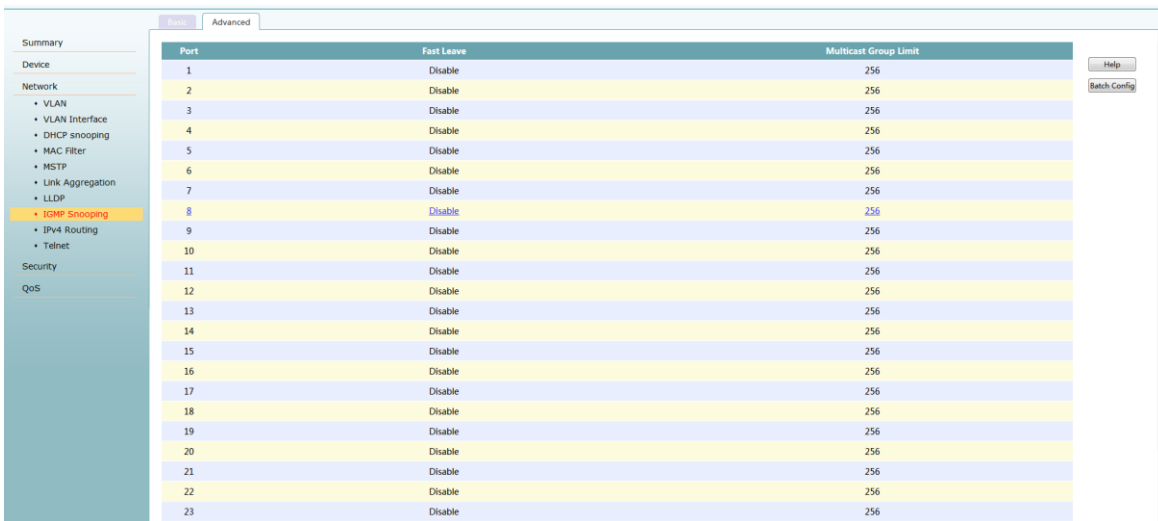 Basic Advanced
Summary
Device
Network
• VLAN
• VLAN Interface
• DHCP snooping
• MAC Filter
• MSTP
• Link Aggregation
• LLDP
• IGMP Snooping
• IPv4 Routing
• Telnet
Security
QoS
Port Fast Leave Multicast Group Limit
1 Disable 256
2 Disable 256
3 Disable 256
4 Disable 256
5 Disable 256
6 Disable 256
7 Disable 256
8 Disable 256
9 Disable 256
10 Disable 256
11 Disable 256
12 Disable 256
13 Disable 256
14 Disable 256
15 Disable 256
16 Disable 256
17 Disable 256
18 Disable 256
19 Disable 256
20 Disable 256
21 Disable 256
22 Disable 256
23 Disable 256
Help
Batch Config